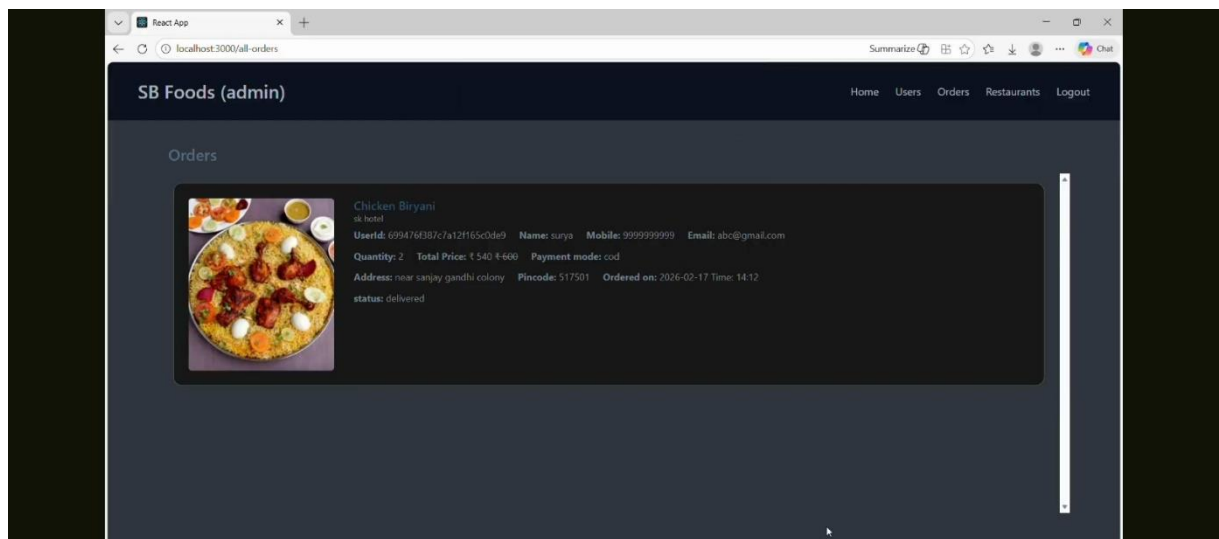 React App
localhost:3000/all-orders
Summarize
Chat
SB Foods (admin)
Home Users Orders Restaurants Logout
Orders
Chicken Biryani
sk hotel
UserId: 699476f387c7a12f165c0de9 Name: surya Mobile: 9999999999 Email: abc@gmail.com
Quantity: 2 Total Price: ₹ 540 ₹ 600 Payment mode: cod
Address: near sanjay gandhi colony Pincode: 517501 Ordered on: 2026-02-17 Time: 14:12
status: delivered